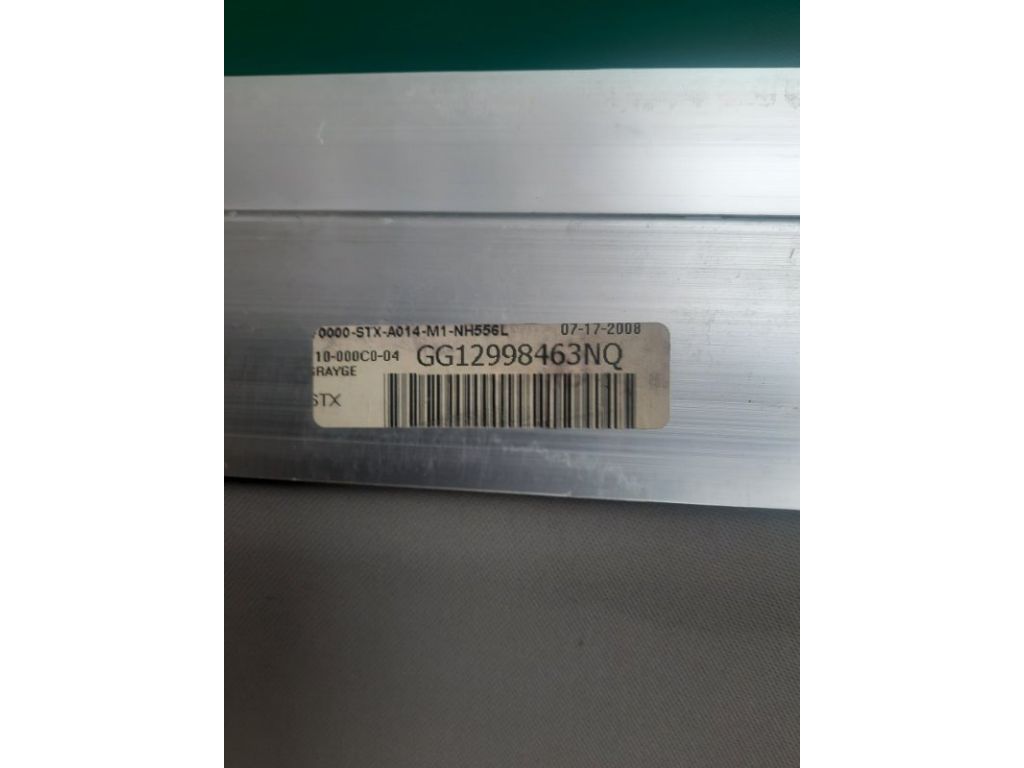 0000-STX-A014-M1-NH556L 07-17-2008
10-000C0-04 GG12998463NQ
GRAYGE
STX